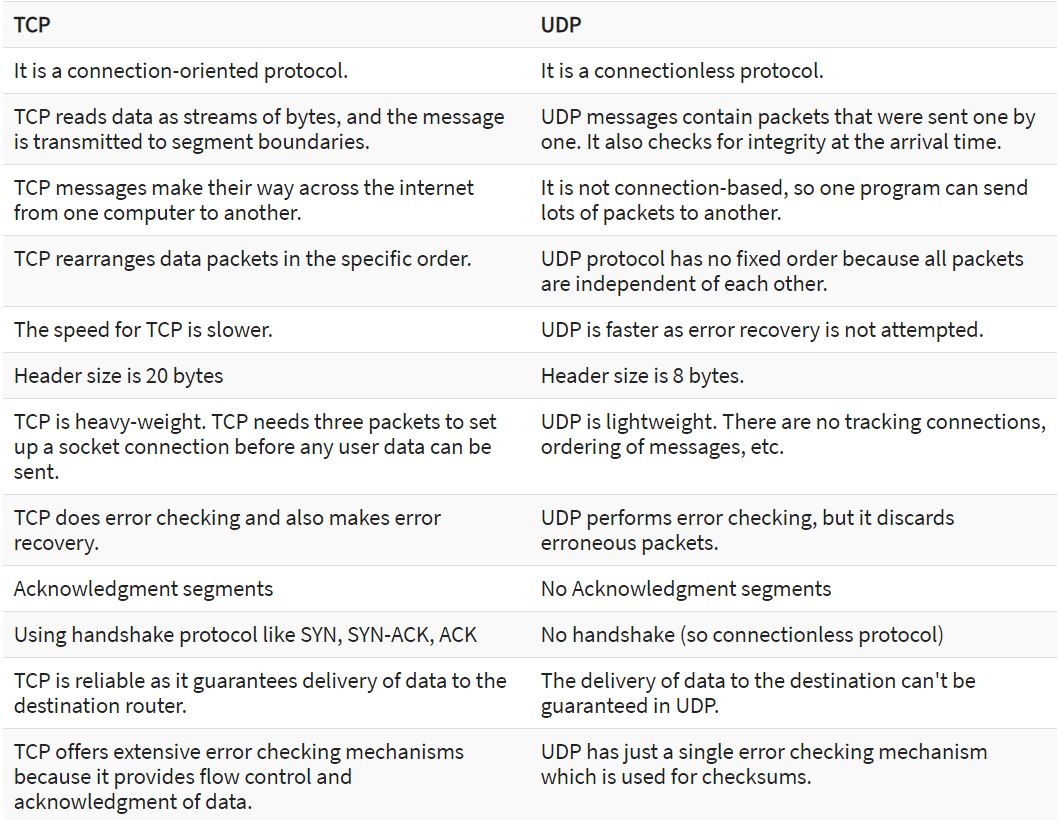 TCP
UDP
It is a connection-oriented protocol.
It is a connectionless protocol.
TCP reads data as streams of bytes, and the message
is transmitted to segment boundaries.
UDP messages contain packets that were sent one by
one. It also checks for integrity at the arrival time.
TCP messages make their way across the internet
from one computer to another.
It is not connection-based, so one program can send
lots of packets to another.
TCP rearranges data packets in the specific order.
UDP protocol has no fixed order because all packets
are independent of each other.
The speed for TCP is slower.
UDP is faster as error recovery is not attempted.
Header size is 20 bytes
Header size is 8 bytes.
TCP is heavy-weight. TCP needs three packets to set
up a socket connection before any user data can be
sent.
UDP is lightweight. There are no tracking connections,
ordering of messages, etc.
TCP does error checking and also makes error
recovery.
UDP performs error checking, but it discards
erroneous packets.
Acknowledgment segments
No Acknowledgment segments
Using handshake protocol like SYN, SYN-ACK, ACK
No handshake (so connectionless protocol)
TCP is reliable as it guarantees delivery of data to the
destination router.
The delivery of data to the destination can't be
guaranteed in UDP.
TCP offers extensive error checking mechanisms
because it provides flow control and
acknowledgment of data.
UDP has just a single error checking mechanism
which is used for checksums.